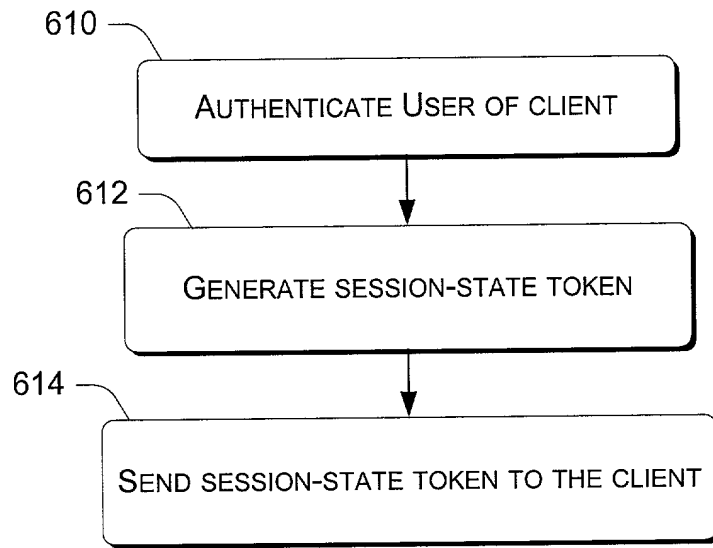 610
AUTHENTICATE USER OF CLIENT
612
GENERATE SESSION-STATE TOKEN
614
SEND SESSION-STATE TOKEN TO THE CLIENT